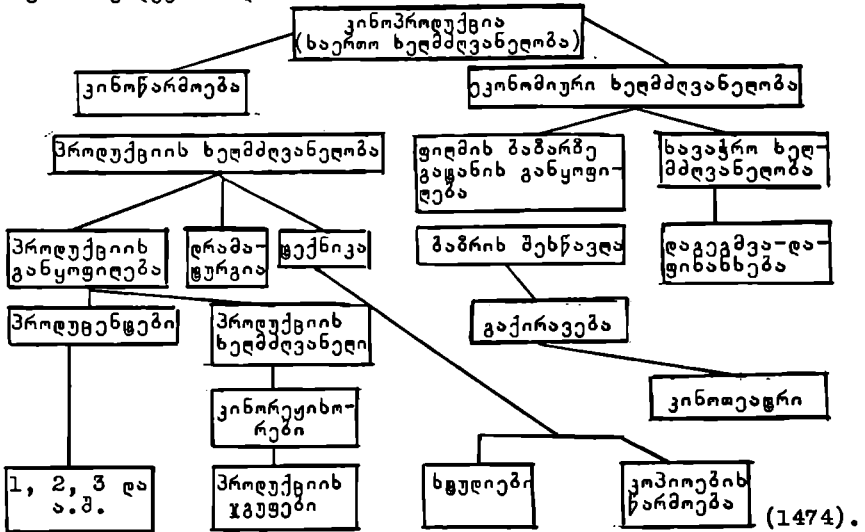 კინოპროდუქცია
(საერთო ხელმძღვანელობა)
კინოწარმოება
ეკონომიური ხელმძღვანელობა
პროდუქციის ხელმძღვანელობა
ფილმის ბაზარზე
გატანის განყოფი-
ლება
სავაჭრო ხელ-
მძღვანელობა
პროდუქციის
განყოფილება
დრამა-
ტურგია
ტექნიკა
ბაზრის შესწავლა
დაგეგმვა-და-
ფინანსება
პროდუცენტები
პროდუქციის
ხელმძღვანელი
გაქირავება
კინორეჟისო-
რები
კინოთეატრი
1, 2, 3 და
ა.შ.
პროდუქციის
ჯგუფები
სტუდიები
კოპიოების
წარმოება
(1474).